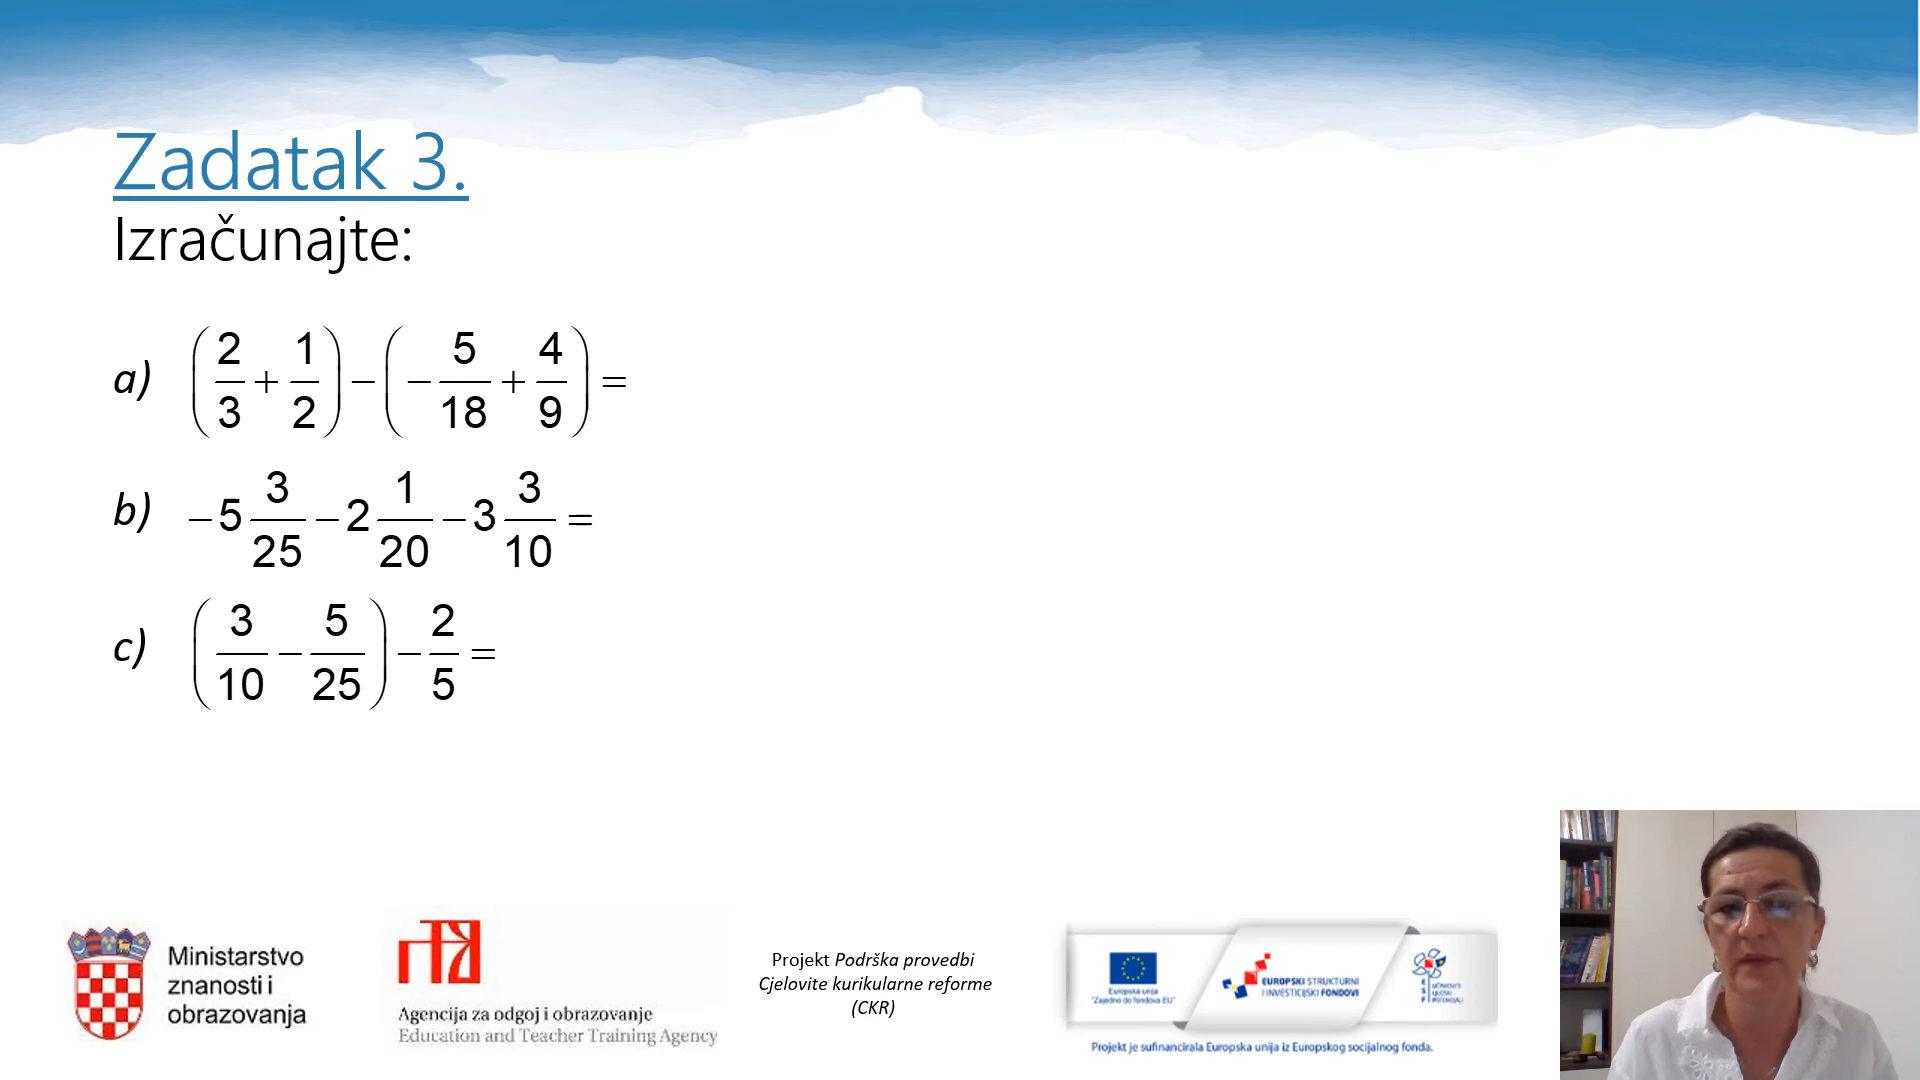 Zadatak 3.
Izračunajte:
a) (2/3 + 1/2) − (−5/18 + 4/9) =
b) −5 3/25 − 2 1/20 − 3 3/10 =
c) (3/10 − 5/25) − 2/5 =
Ministarstvo
znanosti i
obrazovanja
Agencija za odgoj i obrazovanje
Education and Teacher Training Agency
Projekt Podrška provedbi
Cjelovite kurikularne reforme
(CKR)
Europska unija
"Zajedno do fondova EU"
EUROPSKI STRUKTURNI
I INVESTICIJSKI FONDOVI
Projekt je sufinancirala Europska unija iz Europskog socijalnog fonda.